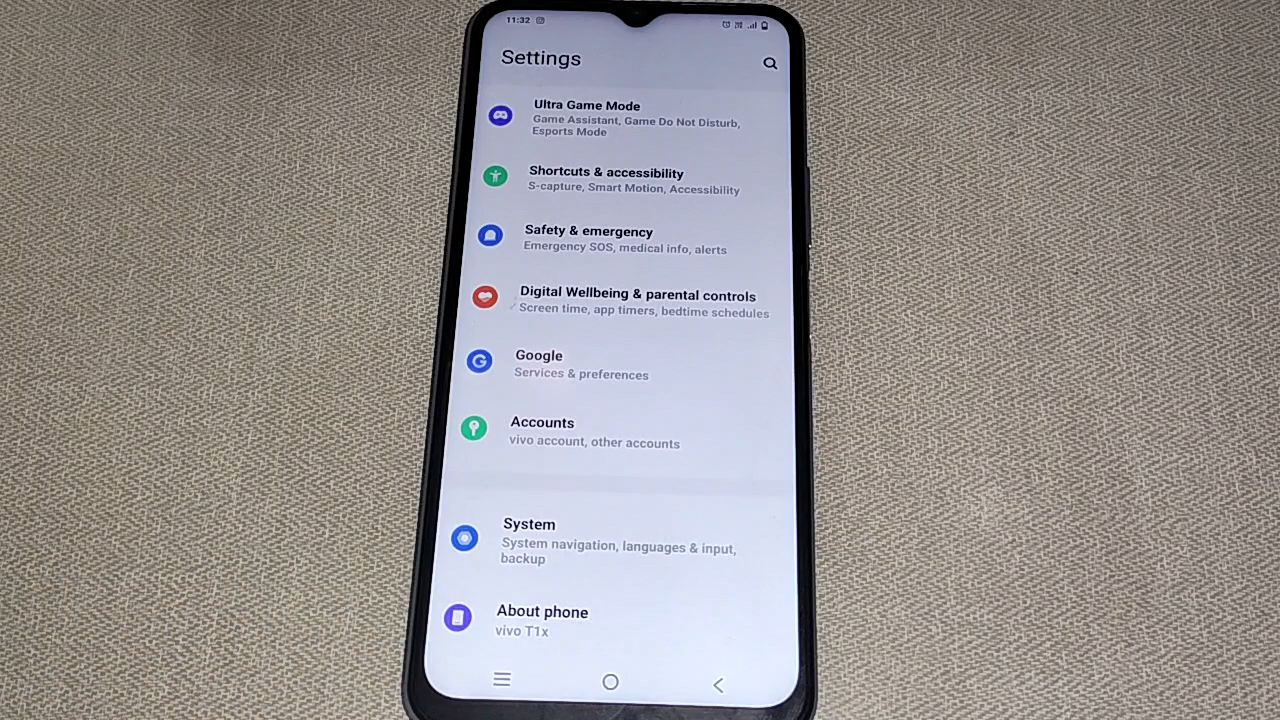 11:32
Settings
Ultra Game Mode
Game Assistant, Game Do Not Disturb,
Esports Mode
Shortcuts & accessibility
S-capture, Smart Motion, Accessibility
Safety & emergency
Emergency SOS, medical info, alerts
Digital Wellbeing & parental controls
Screen time, app timers, bedtime schedules
Google
Services & preferences
Accounts
vivo account, other accounts
System
System navigation, languages & input,
backup
About phone
vivo T1x